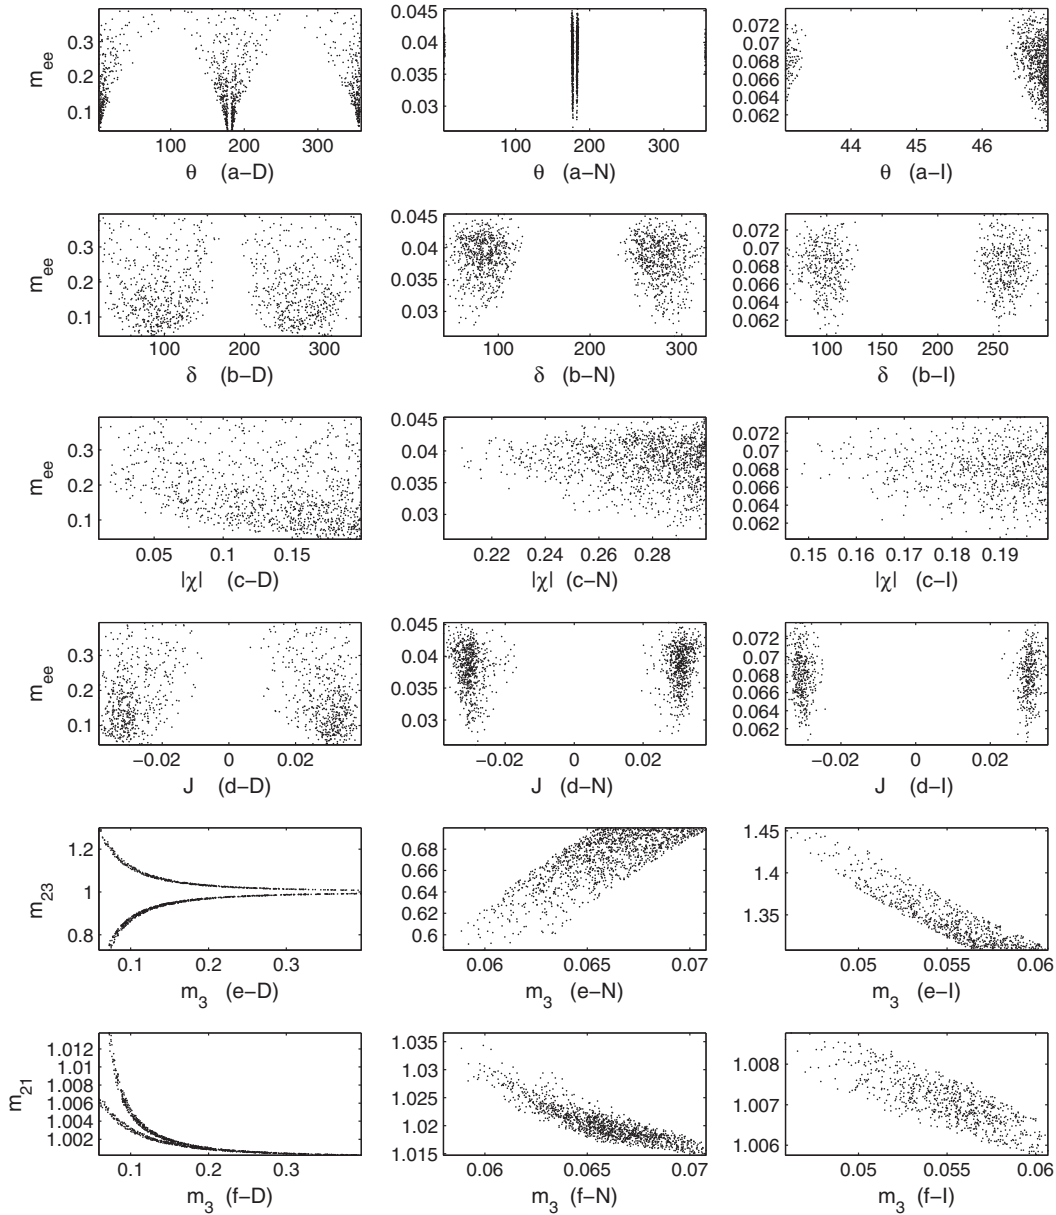 m_ee
0.3
0.2
0.1
100 200 300
θ (a−D)
0.045
0.04
0.035
0.03
100 200 300
θ (a−N)
0.072
0.07
0.068
0.066
0.064
0.062
44 45 46
θ (a−I)
m_ee
0.3
0.2
0.1
100 200 300
δ (b−D)
0.045
0.04
0.035
0.03
100 200 300
δ (b−N)
0.072
0.07
0.068
0.066
0.064
0.062
100 150 200 250
δ (b−I)
m_ee
0.3
0.2
0.1
0.05 0.1 0.15
|χ| (c−D)
0.045
0.04
0.035
0.03
0.22 0.24 0.26 0.28
|χ| (c−N)
0.072
0.07
0.068
0.066
0.064
0.062
0.15 0.16 0.17 0.18 0.19
|χ| (c−I)
m_ee
0.3
0.2
0.1
−0.02 0 0.02
J (d−D)
0.045
0.04
0.035
0.03
−0.02 0 0.02
J (d−N)
0.072
0.07
0.068
0.066
0.064
0.062
−0.02 0 0.02
J (d−I)
m_23
1.2
1
0.8
0.1 0.2 0.3
m_3 (e−D)
0.68
0.66
0.64
0.62
0.6
0.06 0.065 0.07
m_3 (e−N)
1.45
1.4
1.35
0.05 0.055 0.06
m_3 (e−I)
m_21
1.012
1.01
1.008
1.006
1.004
1.002
0.1 0.2 0.3
m_3 (f−D)
1.035
1.03
1.025
1.02
1.015
0.06 0.065 0.07
m_3 (f−N)
1.008
1.007
1.006
0.05 0.055 0.06
m_3 (f−I)